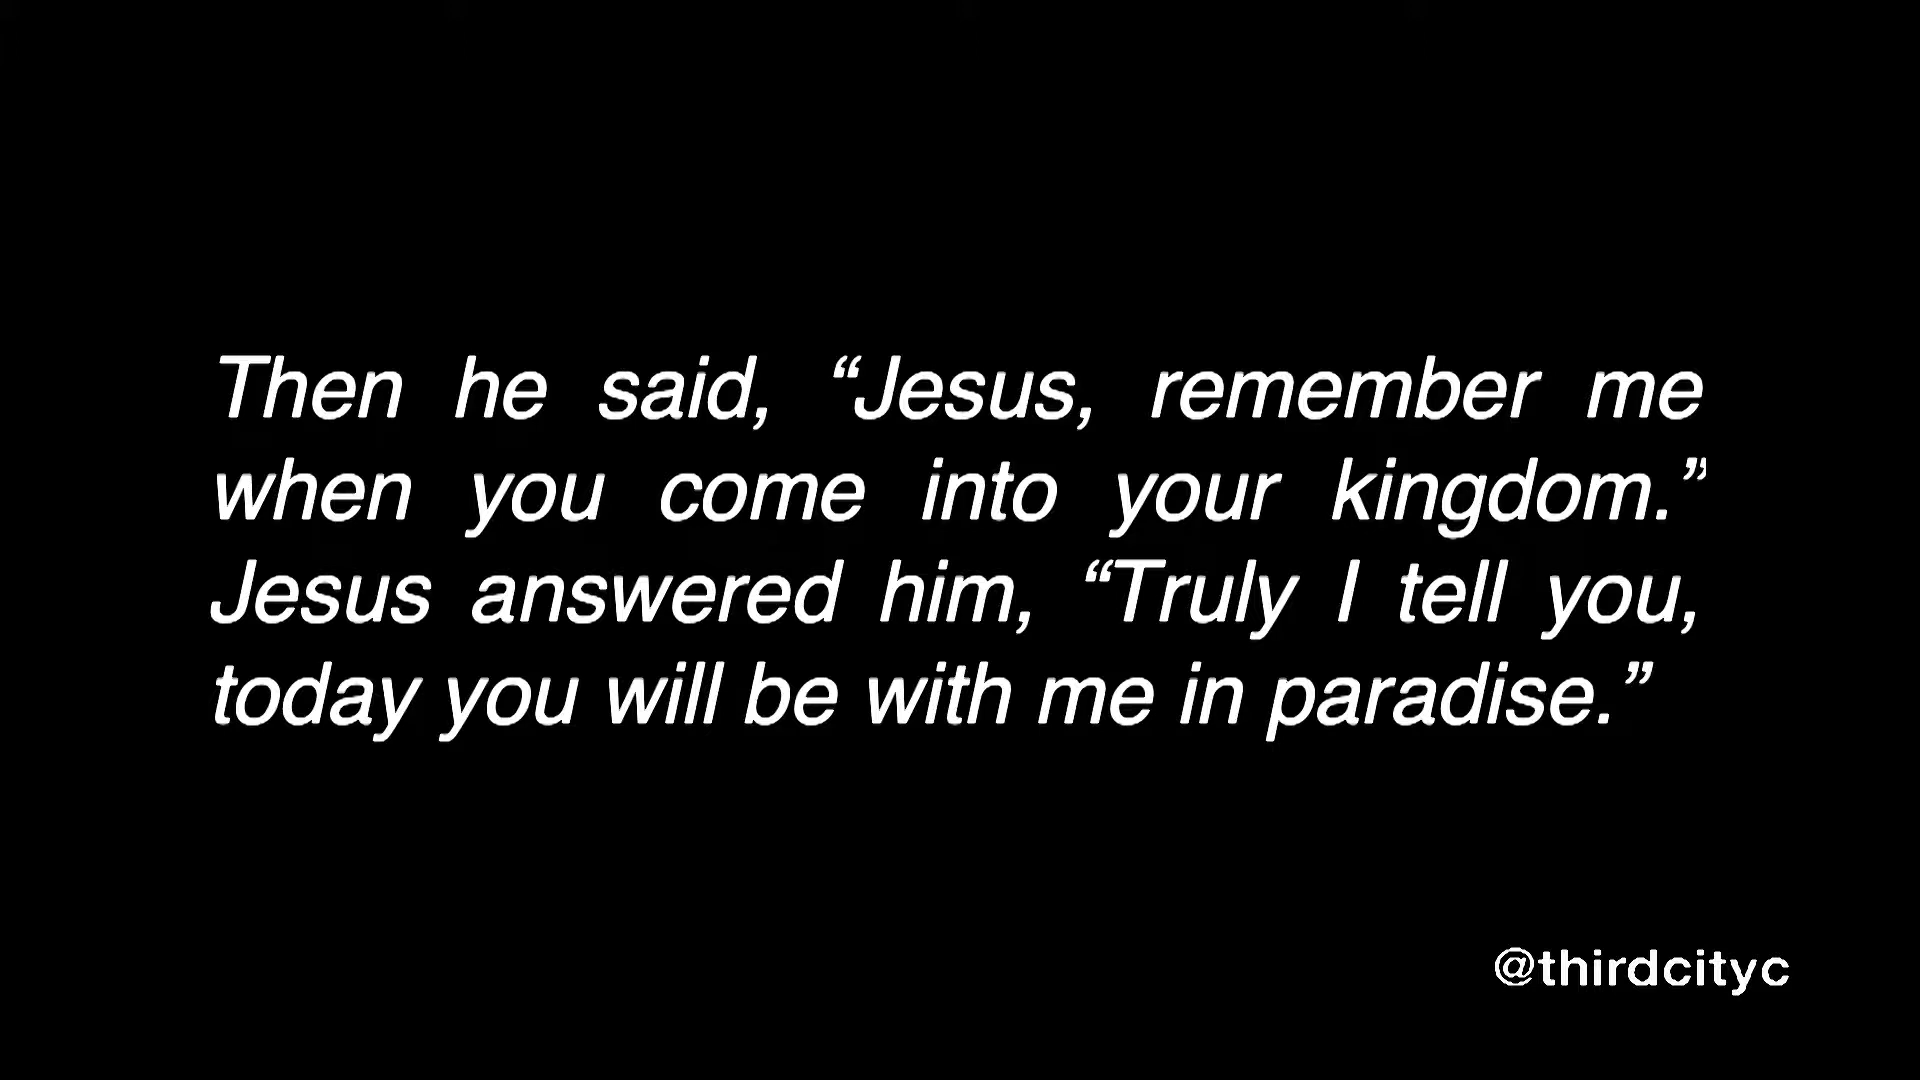 Then he said, “Jesus, remember me
when you come into your kingdom.”
Jesus answered him, “Truly I tell you,
today you will be with me in paradise.”
@thirdcityc